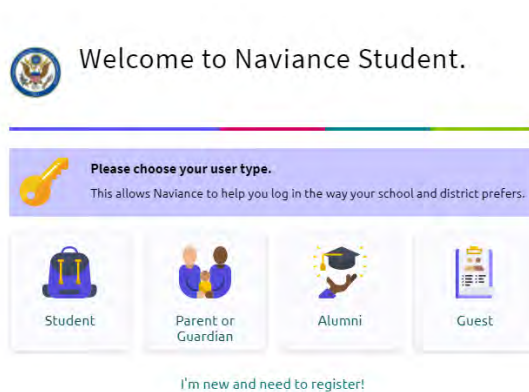 Welcome to Naviance Student.
Please choose your user type.
This allows Naviance to help you log in the way your school and district prefers.
Student
Parent or
Guardian
Alumni
Guest
I'm new and need to register!